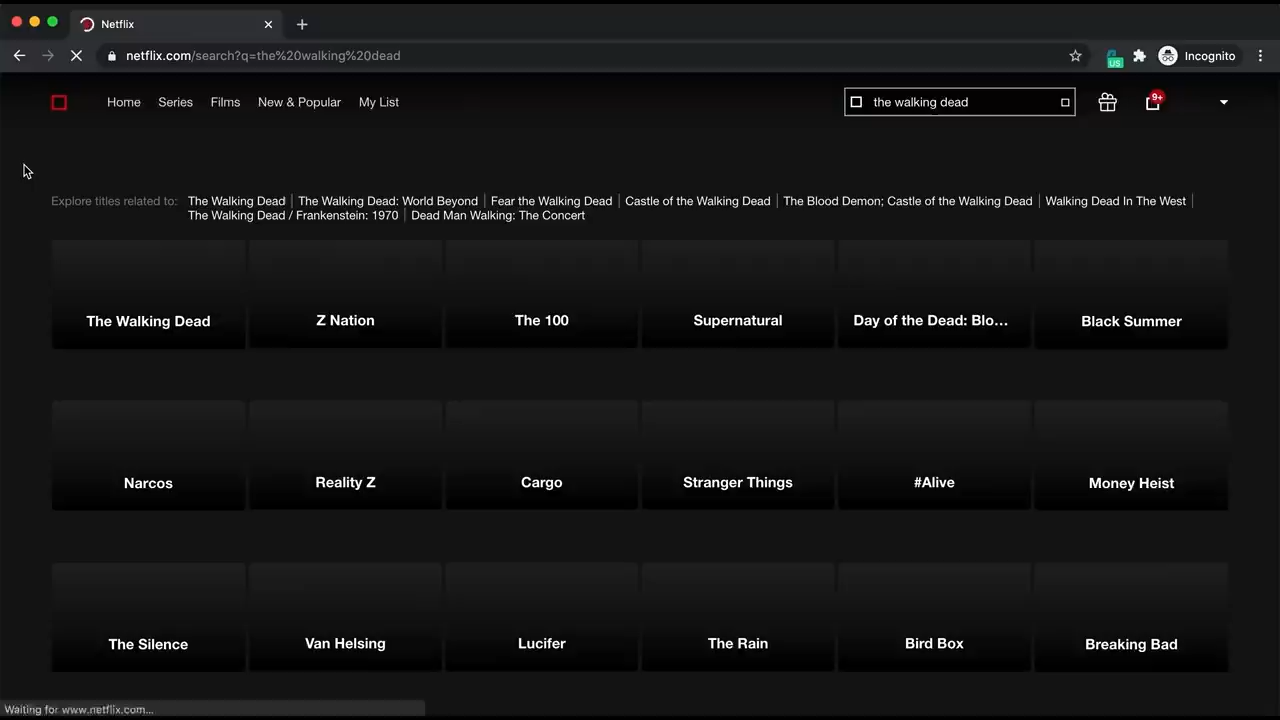 Netflix
netflix.com/search?q=the%20walking%20dead
US
Incognito
Home Series Films New & Popular My List
the walking dead
9+
Explore titles related to: The Walking Dead | The Walking Dead: World Beyond | Fear the Walking Dead | Castle of the Walking Dead | The Blood Demon; Castle of the Walking Dead | Walking Dead In The West |
The Walking Dead / Frankenstein: 1970 | Dead Man Walking: The Concert
The Walking Dead Z Nation The 100 Supernatural Day of the Dead: Blo... Black Summer
Narcos Reality Z Cargo Stranger Things #Alive Money Heist
The Silence Van Helsing Lucifer The Rain Bird Box Breaking Bad
Waiting for www.netflix.com...